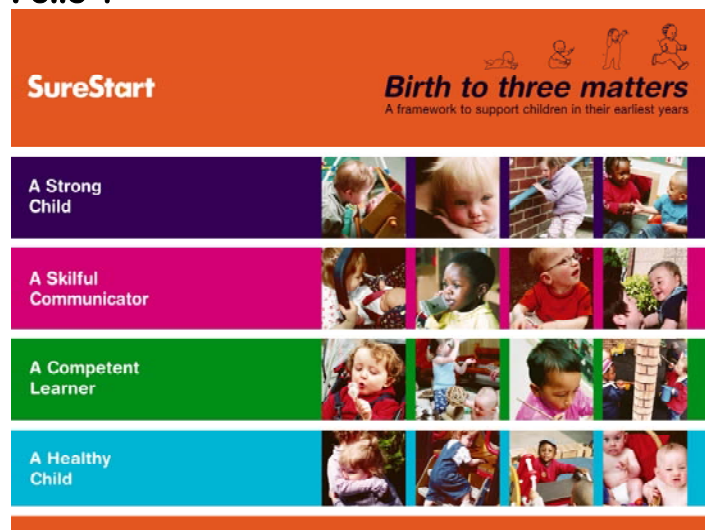 SureStart
Birth to three matters
A framework to support children in their earliest years
A Strong
Child
A Skilful
Communicator
A Competent
Learner
A Healthy
Child